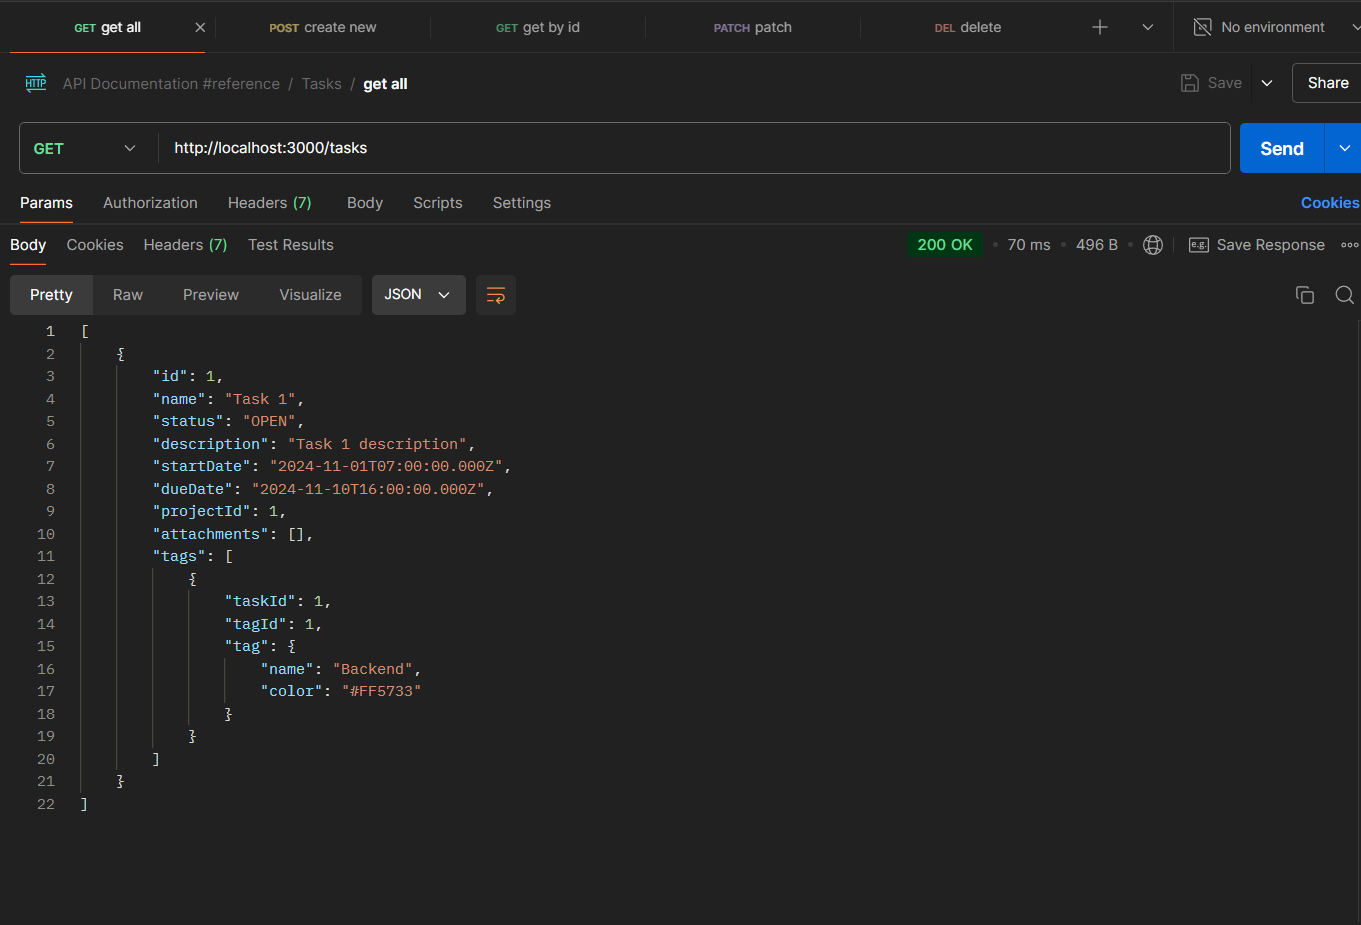 GET get all POST create new GET get by id PATCH patch DEL delete No environment
HTTP API Documentation #reference / Tasks / get all Save Share
GET http://localhost:3000/tasks Send
Params Authorization Headers (7) Body Scripts Settings Cookies
Body Cookies Headers (7) Test Results 200 OK • 70 ms • 496 B • e.g. Save Response
Pretty Raw Preview Visualize JSON
1 [
2 {
3 "id": 1,
4 "name": "Task 1",
5 "status": "OPEN",
6 "description": "Task 1 description",
7 "startDate": "2024-11-01T07:00:00.000Z",
8 "dueDate": "2024-11-10T16:00:00.000Z",
9 "projectId": 1,
10 "attachments": [],
11 "tags": [
12 {
13 "taskId": 1,
14 "tagId": 1,
15 "tag": {
16 "name": "Backend",
17 "color": "#FF5733"
18 }
19 }
20 ]
21 }
22 ]